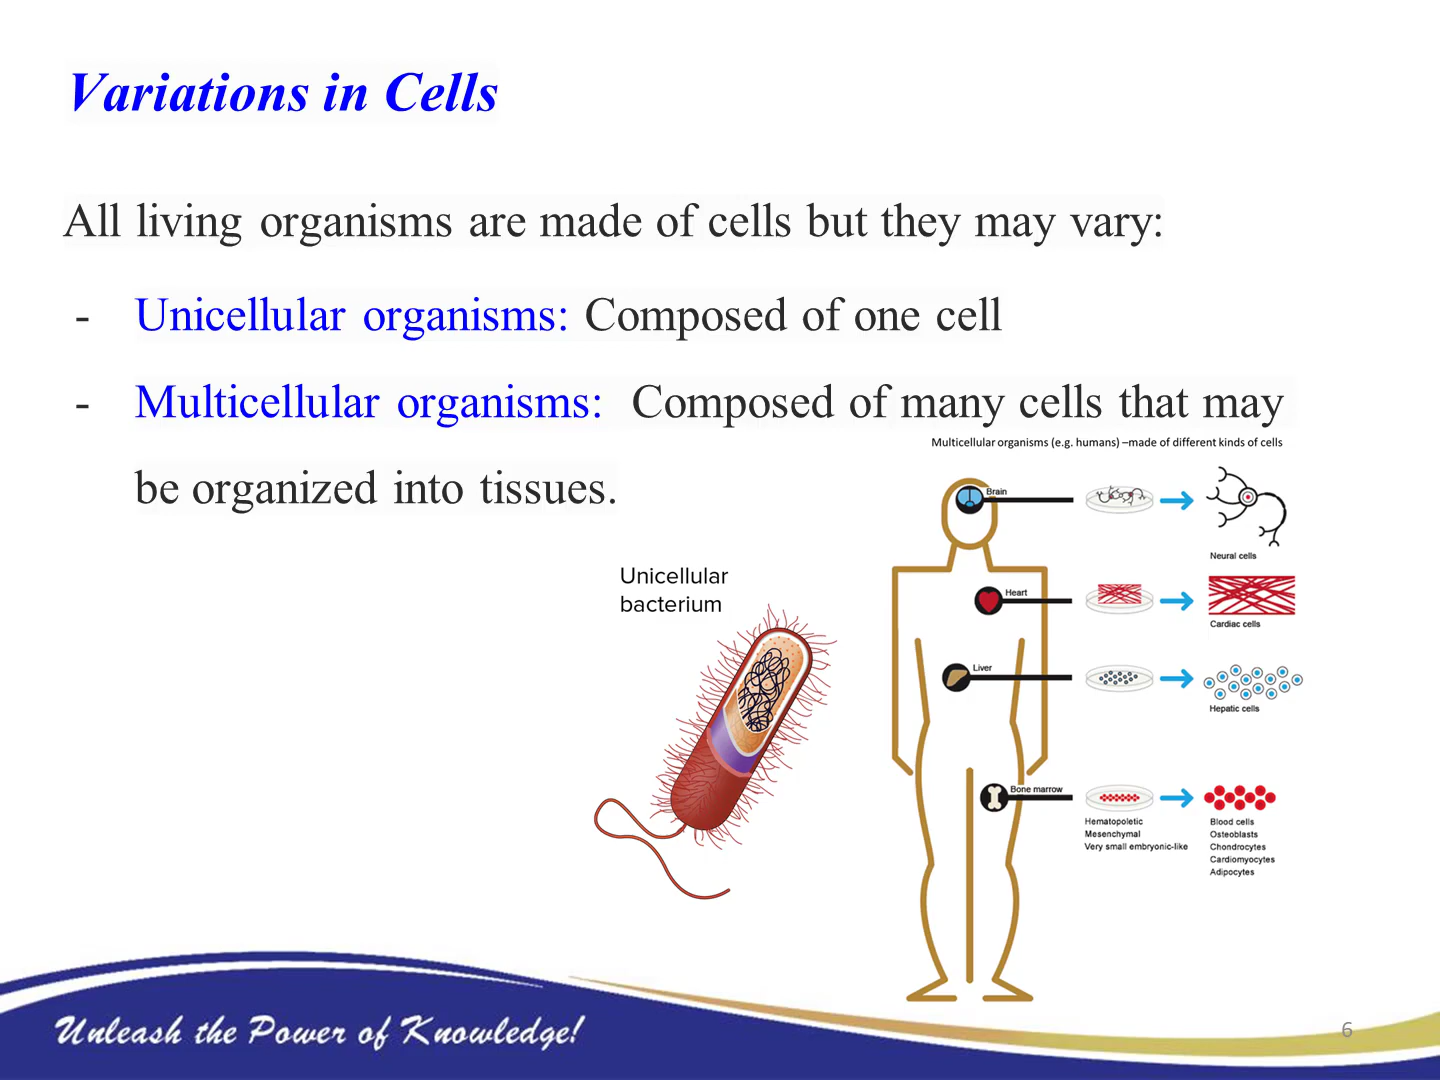 Variations in Cells
All living organisms are made of cells but they may vary:
- Unicellular organisms: Composed of one cell
- Multicellular organisms: Composed of many cells that may
be organized into tissues.
Multicellular organisms (e.g. humans) –made of different kinds of cells
Brain
Neural cells
Unicellular
bacterium
Heart
Cardiac cells
Liver
Hepatic cells
Bone marrow
Hematopoletic
Mesenchymal
Very small embryonic-like
Blood cells
Osteoblasts
Chondrocytes
Cardiomyocytes
Adipocytes
Unleash the Power of Knowledge!
6